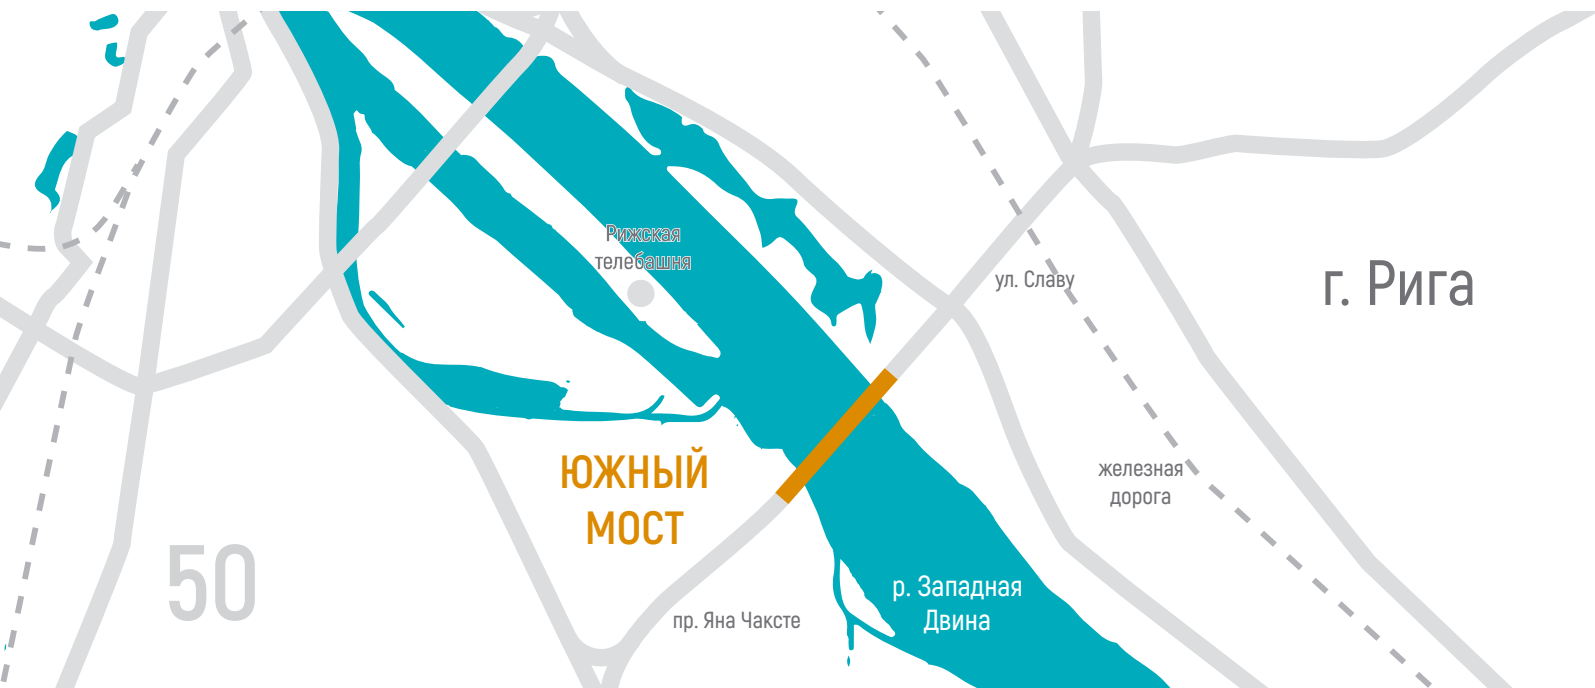 Рижская
телебашня
ул. Славу
г. Рига
ЮЖНЫЙ
МОСТ
железная
дорога
50
р. Западная
Двина
пр. Яна Чаксте